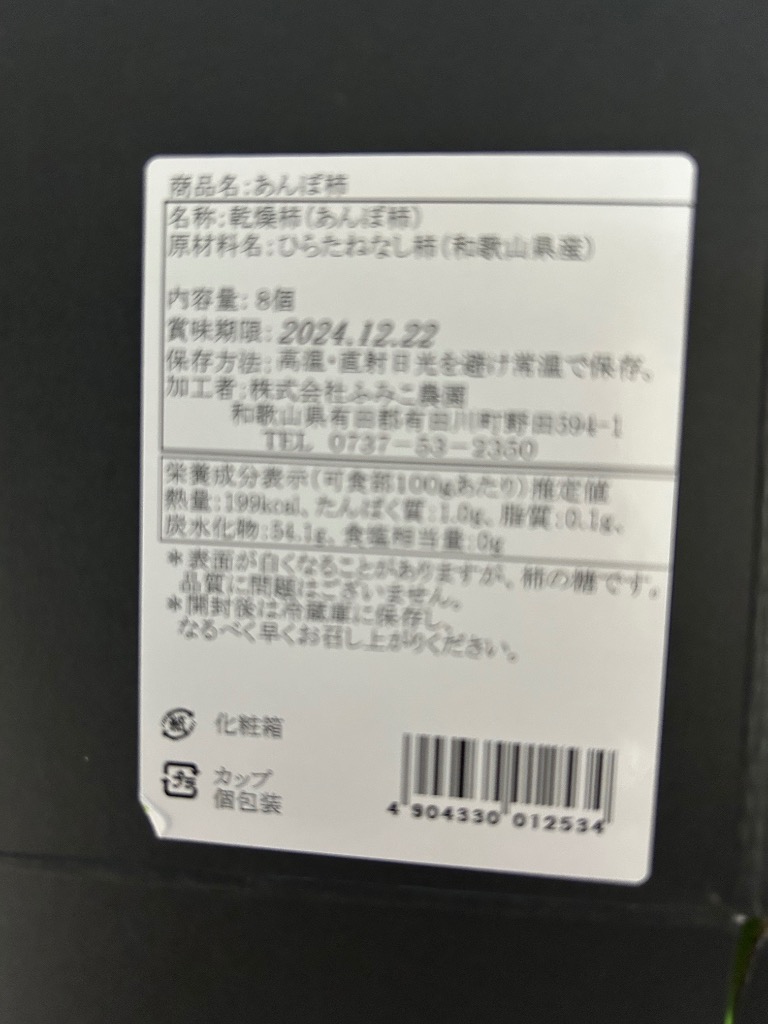 商品名:あんぽ柿
名称:乾燥柿(あんぽ柿)
原材料名:ひらたねなし柿(和歌山県産)
内容量:8個
賞味期限:2024.12.22
保存方法:高温・直射日光を避け常温で保存。
加工者:株式会社ふみこ農園
和歌山県有田郡有田川町野田594-1
TEL 0737-53-2350
栄養成分表示(可食部100gあたり)推定値
熱量:199kcal、たんぱく質:1.0g、脂質:0.1g、
炭水化物:54.1g、食塩相当量:0g
*表面が白くなることがありますが、柿の糖です。
品質に問題はございません。
*開封後は冷蔵庫に保存し、
なるべく早くお召し上がりください。
紙 化粧箱
プラ カップ
個包装
4 904330 012534